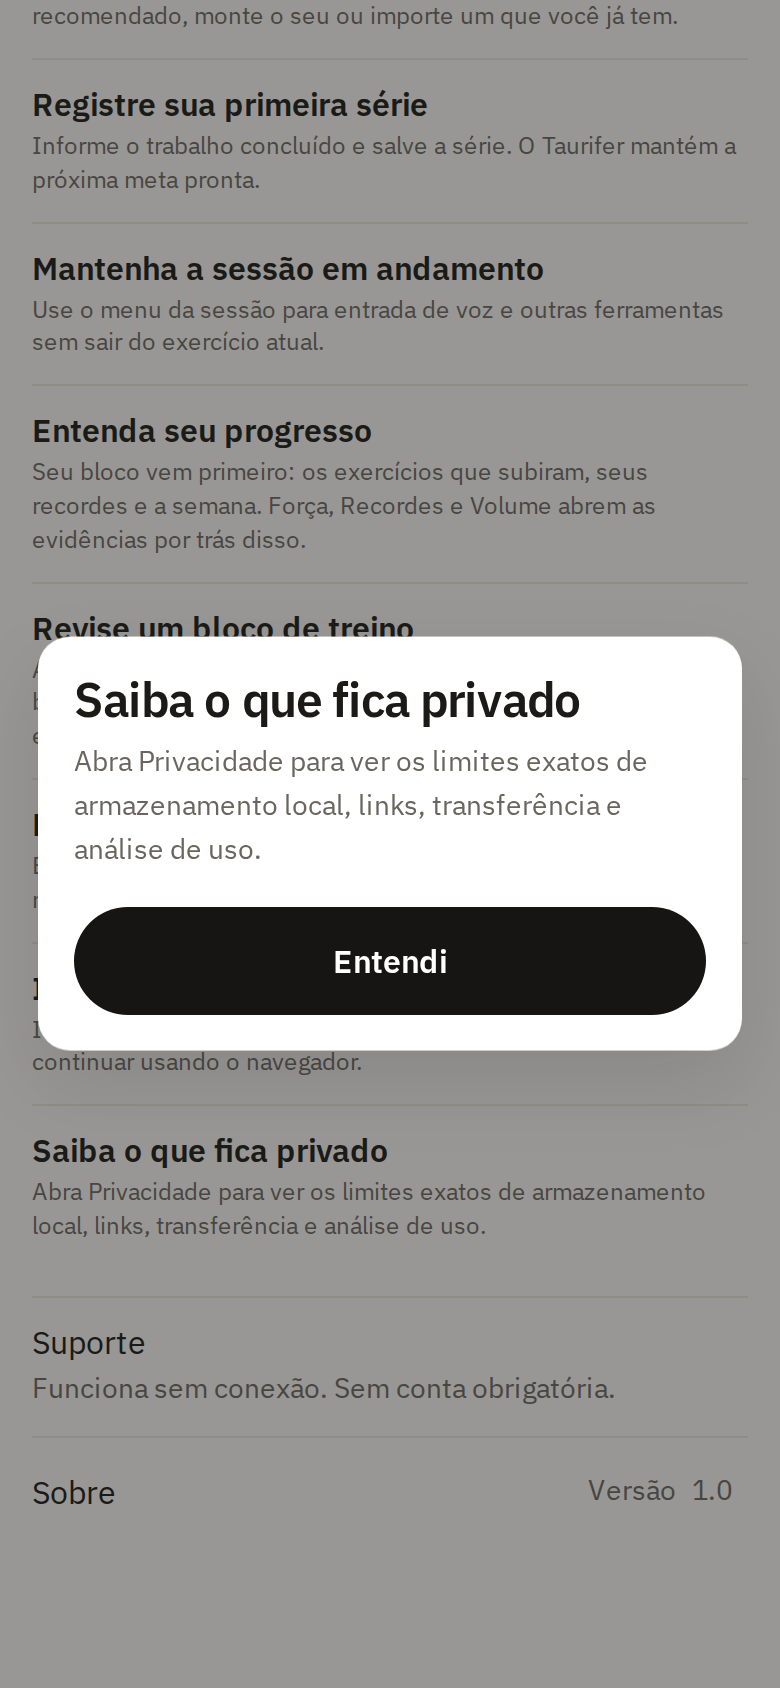 recomendado, monte o seu ou importe um que você já tem.
Registre sua primeira série
Informe o trabalho concluído e salve a série. O Taurifer mantém a
próxima meta pronta.
Mantenha a sessão em andamento
Use o menu da sessão para entrada de voz e outras ferramentas
sem sair do exercício atual.
Entenda seu progresso
Seu bloco vem primeiro: os exercícios que subiram, seus
recordes e a semana. Força, Recordes e Volume abrem as
evidências por trás disso.
Revise um bloco de treino
Saiba o que fica privado
Abra Privacidade para ver os limites exatos de
armazenamento local, links, transferência e
análise de uso.
Entendi
continuar usando o navegador.
Saiba o que fica privado
Abra Privacidade para ver os limites exatos de armazenamento
local, links, transferência e análise de uso.
Suporte
Funciona sem conexão. Sem conta obrigatória.
Sobre
Versão 1.0